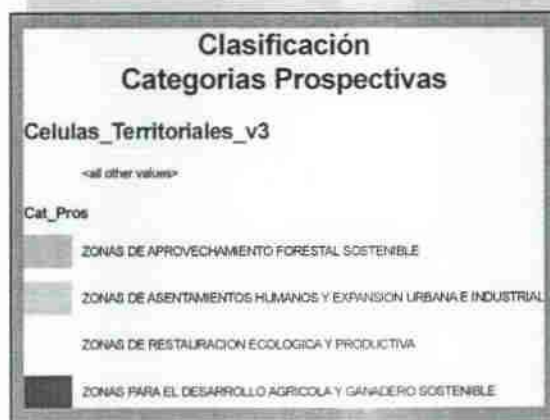 Clasificación
Categorias Prospectivas
Celulas_Territoriales_v3
<all other values>
Cat_Pros
ZONAS DE APROVECHAMIENTO FORESTAL SOSTENIBLE
ZONAS DE ASENTAMIENTOS HUMANOS Y EXPANSION URBANA E INDUSTRIAL
ZONAS DE RESTAURACION ECOLOGICA Y PRODUCTIVA
ZONAS PARA EL DESARROLLO AGRICOLA Y GANADERO SOSTENIBLE